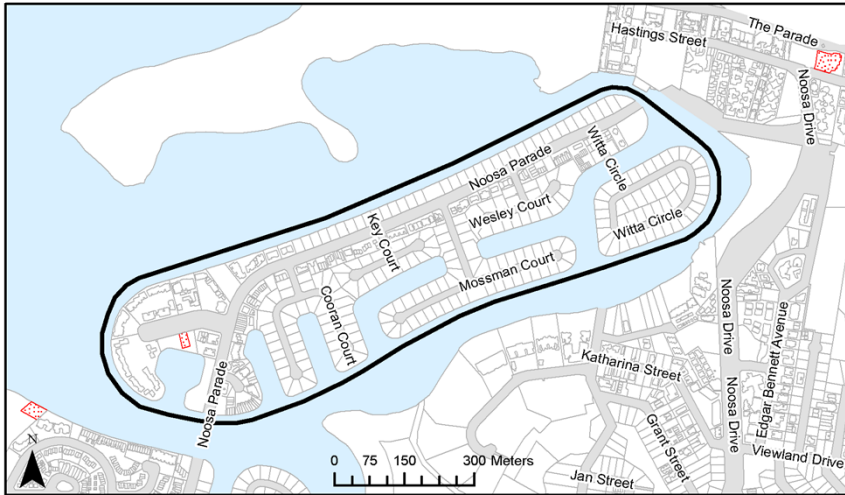 The Parade
Hastings Street
Noosa Drive
Noosa Parade
Witta Circle
Wesley Court
Witta Circle
Key Court
Mossman Court
Cooran Court
Noosa Drive
Edgar Bennett Avenue
Katharina Street
Noosa Parade
Noosa Drive
Grant Street
Viewland Drive
Jan Street
N
0 75 150 300 Meters